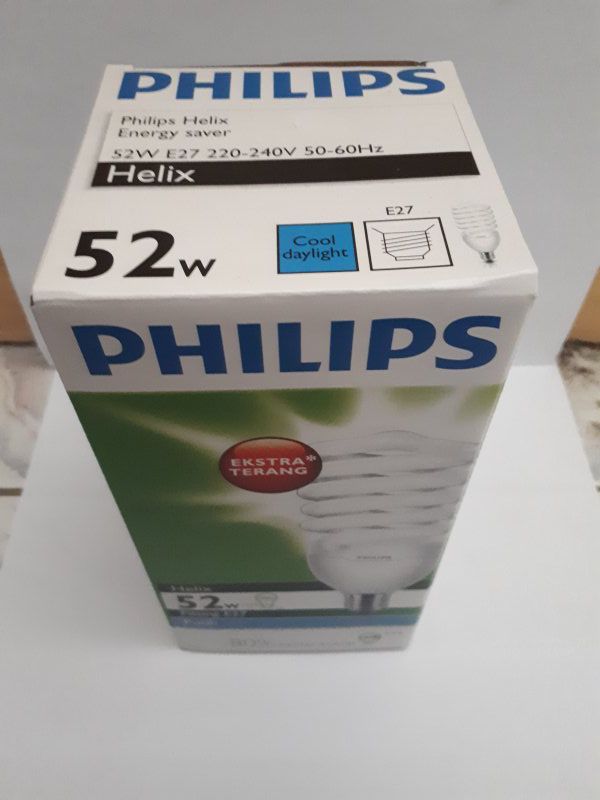 PHILIPS
Philips Helix
Energy saver
52W E27 220-240V 50-60Hz
Helix
52W
Cool
daylight
E27
PHILIPS
EKSTRA*
TERANG
PHILIPS
Helix
52W